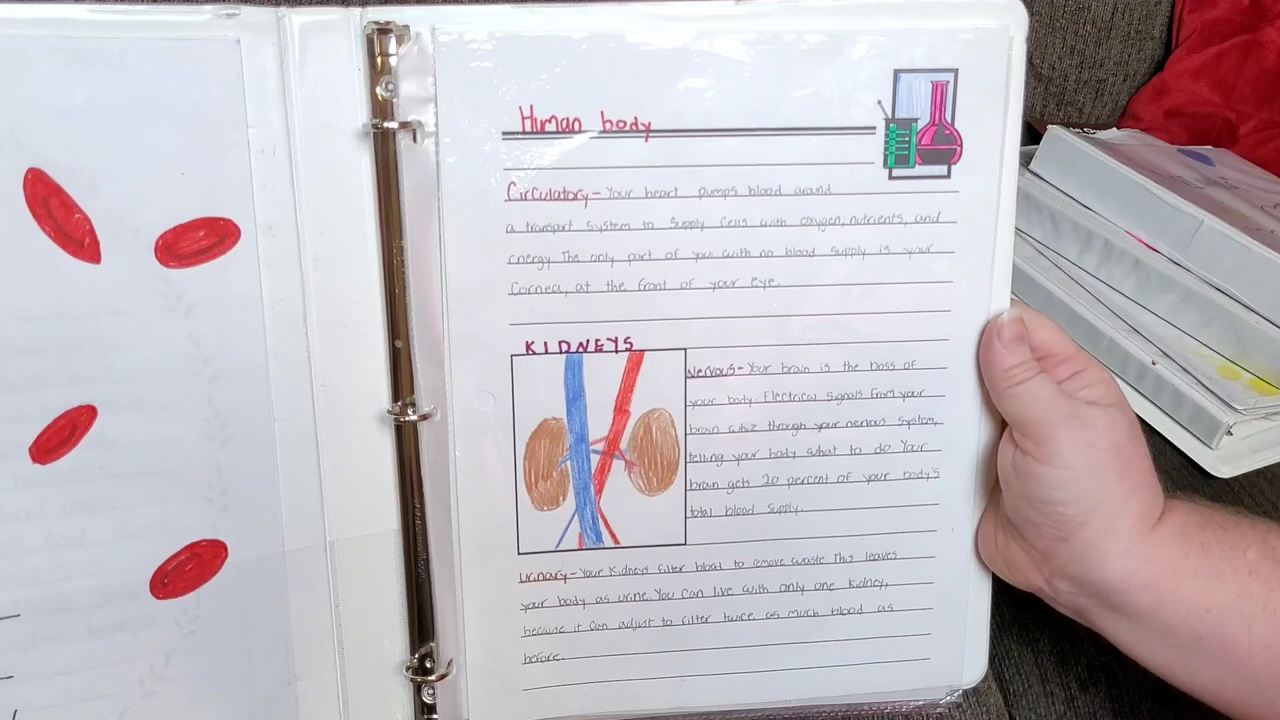 Human body
Circulatory- Your heart pumps blood around
a transport system to supply cells with oxygen, nutrients, and
energy. The only part of you with no blood supply is your
Cornea, at the front of your eye.
KIDNEYS
Nervous- Your brain is the boss of
your body. Electrical signals from your
brain whiz through your nervous system,
telling your body what to do. Your
brain gets 20 percent of your body's
total blood supply.
Urinary- Your Kidneys filter blood to remove waste. This leaves
your body as urine. You can live with only one kidney,
because it can adjust to filter twice as much blood as
before.